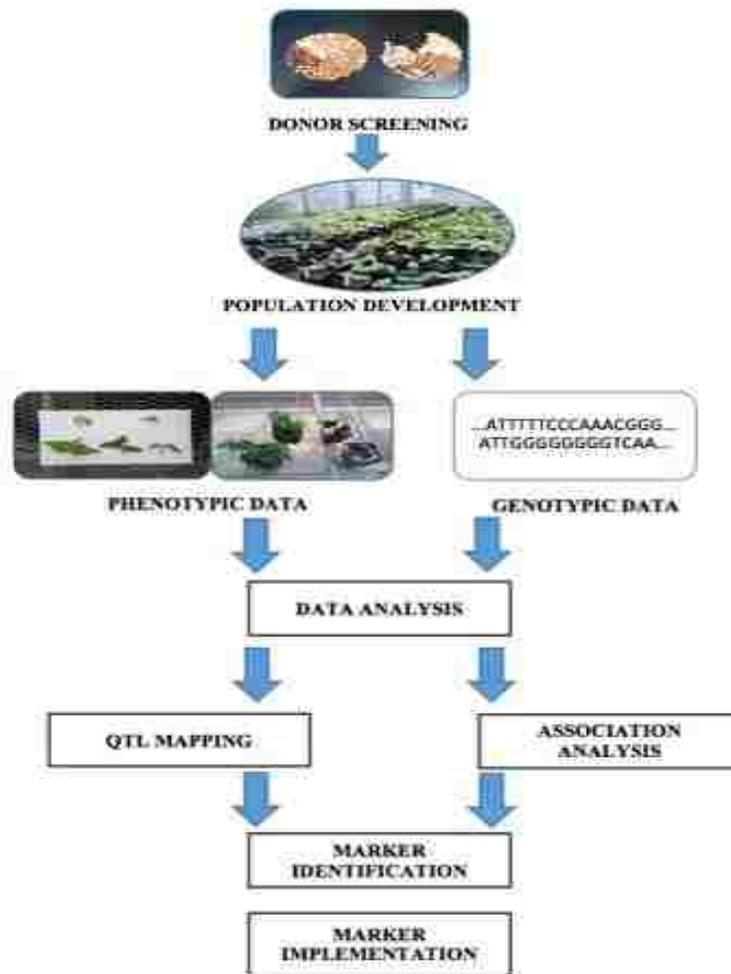 DONOR SCREENING
POPULATION DEVELOPMENT
...ATTTTTCCCAAACGGG...
ATTGGGGGGGGTCAA...
PHENOTYPIC DATA
GENOTYPIC DATA
DATA ANALYSIS
QTL MAPPING
ASSOCIATION
ANALYSIS
MARKER
IDENTIFICATION
MARKER
IMPLEMENTATION